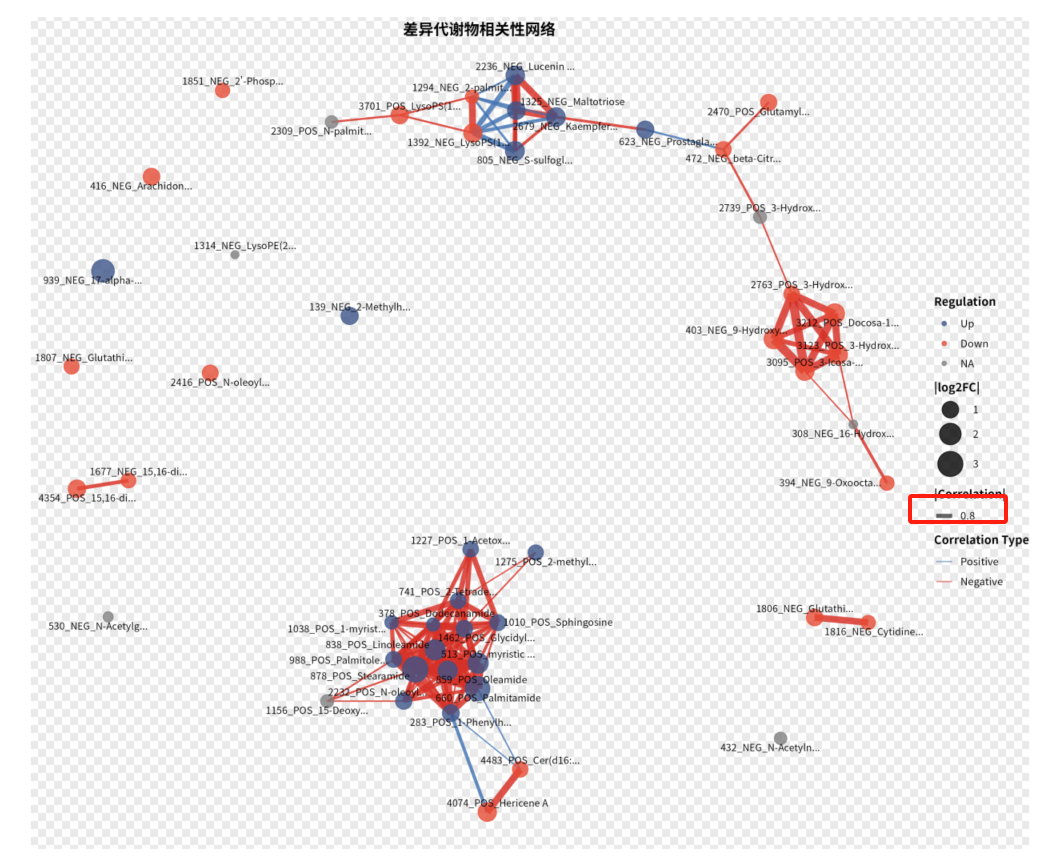 差异代谢物相关性网络
2236_NEG_Lucenin ...
1851_NEG_2'-Phosp...
1294_NEG_2-palmit...
1325_NEG_Maltotriose
3701_POS_LysoPS(1...
2470_POS_Glutamyl...
2679_NEG_Kaempfer...
2309_POS_N-palmit...
1392_NEG_LysoPS(1...
623_NEG_Prostagla...
805_NEG_S-sulfogl...
472_NEG_beta-Citr...
416_NEG_Arachidon...
2739_POS_3-Hydrox...
1314_NEG_LysoPE(2...
939_NEG_17-alpha-...
2763_POS_3-Hydrox...
139_NEG_2-Methylh...
3212_POS_Docosa-1...
403_NEG_9-Hydroxy...
3123_POS_3-Hydrox...
1807_NEG_Glutathi...
3095_POS_3-Icosa-...
2416_POS_N-oleoyl...
308_NEG_16-Hydrox...
1677_NEG_15,16-di...
394_NEG_9-Oxoocta...
4354_POS_15,16-di...
Regulation
Up
Down
NA
|log2FC|
1
2
3
|Correlation|
0.8
Correlation Type
Positive
Negative
1227_POS_1-Acetox...
1275_POS_2-methyl...
741_POS_2-Tetrade...
378_POS_Dodecanamide
1010_POS_Sphingosine
1038_POS_1-myrist...
1462_POS_Glycidyl...
838_POS_Linoleamide
513_POS_myristic ...
988_POS_Palmitole...
878_POS_Stearamide
859_POS_Oleamide
2232_POS_N-oleoyl...
660_POS_Palmitamide
1156_POS_15-Deoxy...
283_POS_1-Phenylh...
530_NEG_N-Acetylg...
1806_NEG_Glutathi...
1816_NEG_Cytidine...
432_NEG_N-Acetyln...
4483_POS_Cer(d16:...
4074_POS_Hericene A